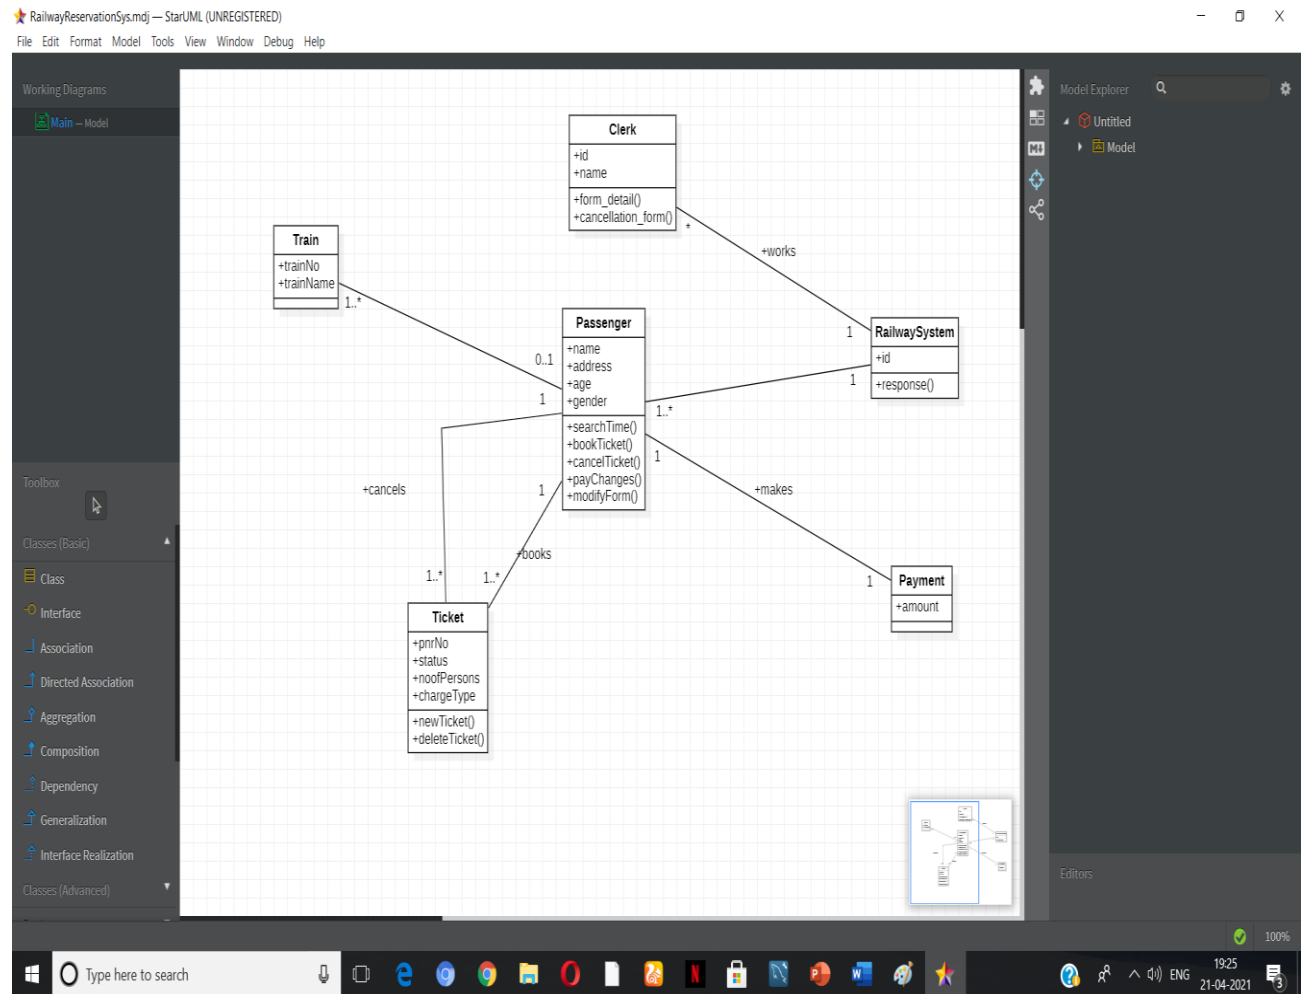 RailwayReservationSys.mdj — StarUML (UNREGISTERED)
File Edit Format Model Tools View Window Debug Help
Working Diagrams
Main — Model
Toolbox
Classes (Basic)
Class
Interface
Association
Directed Association
Aggregation
Composition
Dependency
Generalization
Interface Realization
Classes (Advanced)
Clerk
+id
+name
+form_detail()
+cancellation_form()
*
+works
1
Train
+trainNo
+trainName
1..*
0..1
Passenger
+name
+address
+age
+gender
+searchTime()
+bookTicket()
+cancelTicket()
+payChanges()
+modifyForm()
RailwaySystem
+id
+response()
1
1..*
1
+cancels
1..*
1
+books
1..*
1
+makes
1
Payment
+amount
Ticket
+pnrNo
+status
+noofPersons
+chargeType
+newTicket()
+deleteTicket()
Model Explorer
Untitled
Model
Editors
100%
Type here to search
ENG
19:25
21-04-2021
3